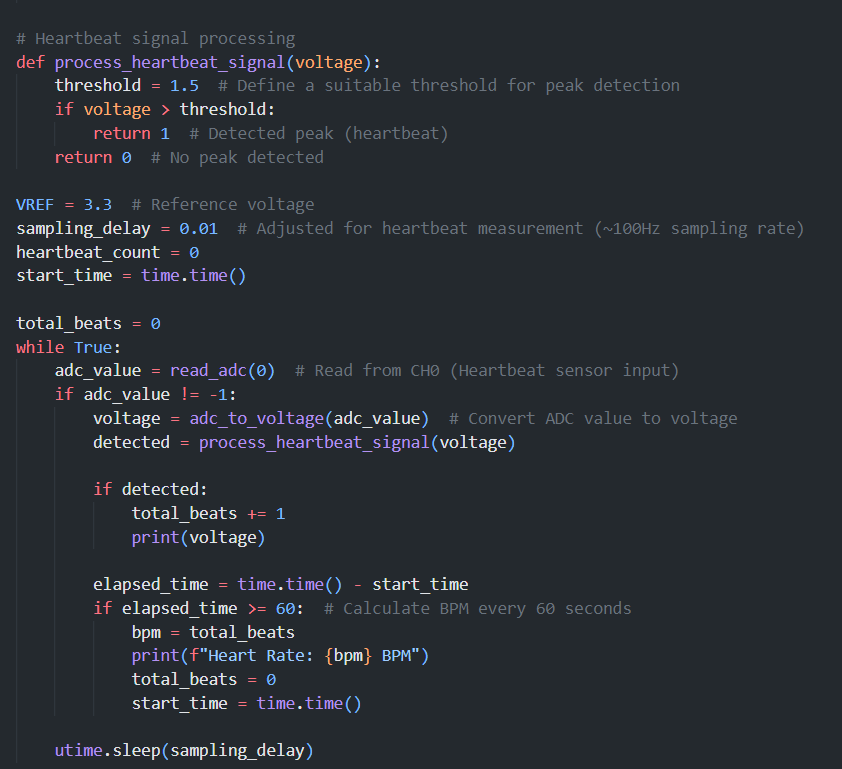 # Heartbeat signal processing
def process_heartbeat_signal(voltage):
    threshold = 1.5  # Define a suitable threshold for peak detection
    if voltage > threshold:
        return 1  # Detected peak (heartbeat)
    return 0  # No peak detected

VREF = 3.3  # Reference voltage
sampling_delay = 0.01  # Adjusted for heartbeat measurement (~100Hz sampling rate)
heartbeat_count = 0
start_time = time.time()

total_beats = 0
while True:
    adc_value = read_adc(0)  # Read from CH0 (Heartbeat sensor input)
    if adc_value != -1:
        voltage = adc_to_voltage(adc_value)  # Convert ADC value to voltage
        detected = process_heartbeat_signal(voltage)

        if detected:
            total_beats += 1
            print(voltage)

        elapsed_time = time.time() - start_time
        if elapsed_time >= 60:  # Calculate BPM every 60 seconds
            bpm = total_beats
            print(f"Heart Rate: {bpm} BPM")
            total_beats = 0
            start_time = time.time()

    utime.sleep(sampling_delay)